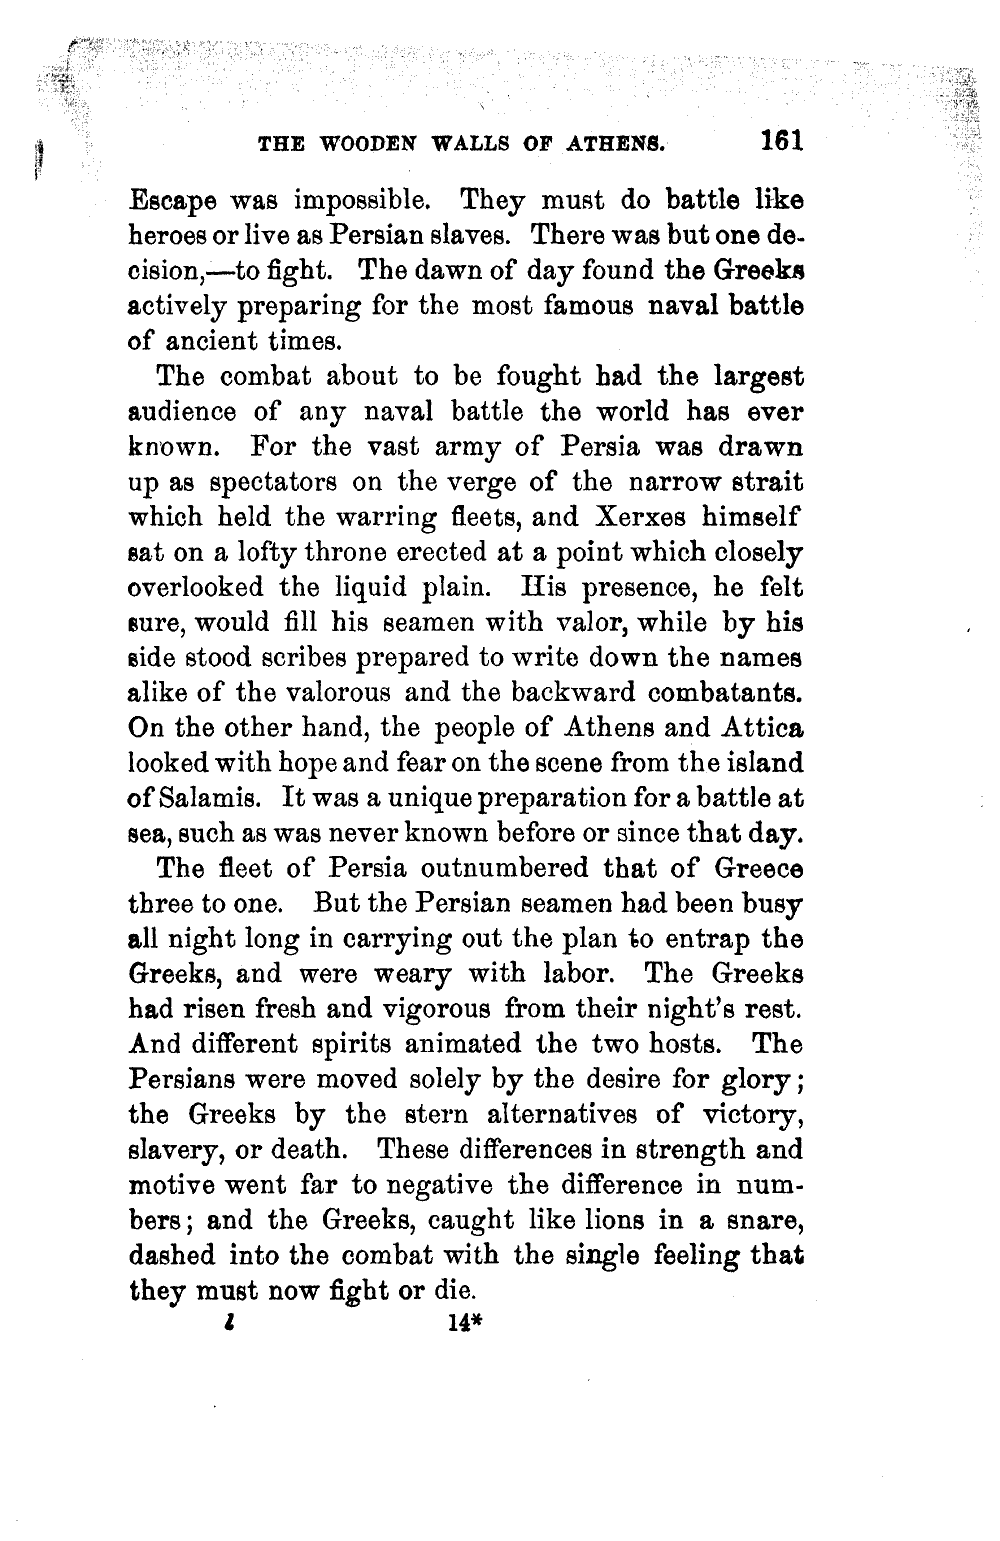 THE WOODEN WALLS OF ATHENS. 161
Escape was impossible. They must do battle like
heroes or live as Persian slaves. There was but one de-
cision,—to fight. The dawn of day found the Greeks
actively preparing for the most famous naval battle
of ancient times.
The combat about to be fought had the largest
audience of any naval battle the world has ever
known. For the vast army of Persia was drawn
up as spectators on the verge of the narrow strait
which held the warring fleets, and Xerxes himself
sat on a lofty throne erected at a point which closely
overlooked the liquid plain. His presence, he felt
sure, would fill his seamen with valor, while by his
side stood scribes prepared to write down the names
alike of the valorous and the backward combatants.
On the other hand, the people of Athens and Attica
looked with hope and fear on the scene from the island
of Salamis. It was a unique preparation for a battle at
sea, such as was never known before or since that day.
The fleet of Persia outnumbered that of Greece
three to one. But the Persian seamen had been busy
all night long in carrying out the plan to entrap the
Greeks, and were weary with labor. The Greeks
had risen fresh and vigorous from their night's rest.
And different spirits animated the two hosts. The
Persians were moved solely by the desire for glory;
the Greeks by the stern alternatives of victory,
slavery, or death. These differences in strength and
motive went far to negative the difference in num-
bers; and the Greeks, caught like lions in a snare,
dashed into the combat with the single feeling that
they must now fight or die.
l 14*